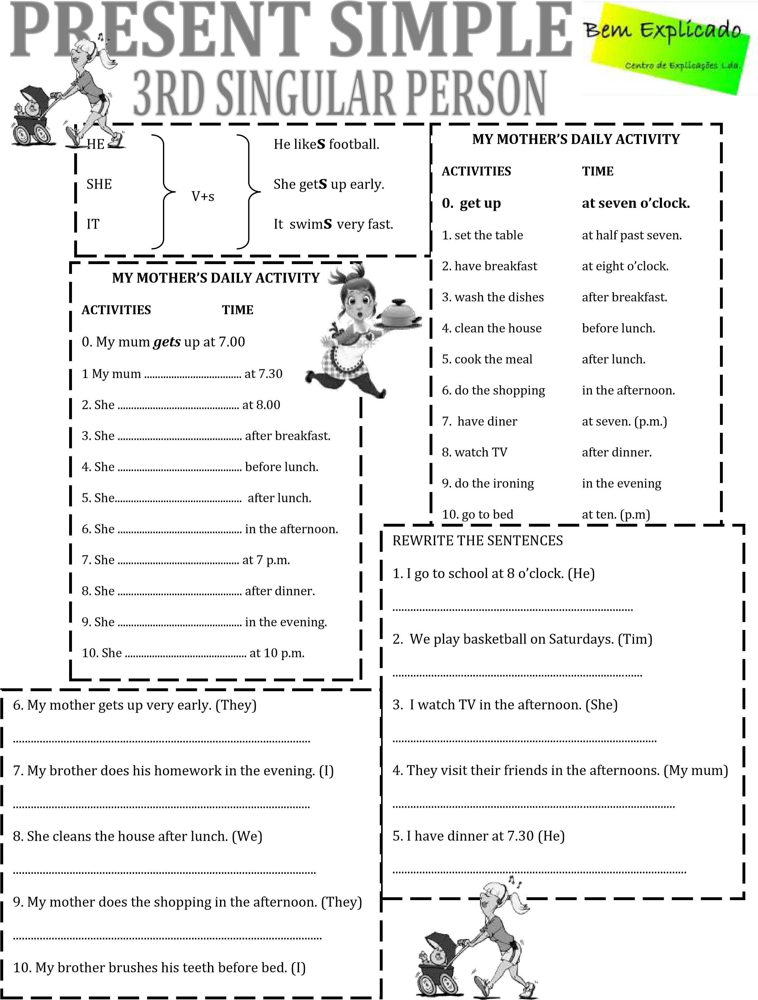 PRESENT SIMPLE
3RD SINGULAR PERSON
Bem Explicado
Centro de Explicações Lda.
HE
SHE
IT
V+s
He likes football.
She gets up early.
It swims very fast.
MY MOTHER’S DAILY ACTIVITY
ACTIVITIES TIME
0. get up at seven o’clock.
1. set the table at half past seven.
2. have breakfast at eight o’clock.
3. wash the dishes after breakfast.
4. clean the house before lunch.
5. cook the meal after lunch.
6. do the shopping in the afternoon.
7. have diner at seven. (p.m.)
8. watch TV after dinner.
9. do the ironing in the evening
10. go to bed at ten. (p.m)
MY MOTHER’S DAILY ACTIVITY
ACTIVITIES TIME
0. My mum gets up at 7.00
1 My mum .................................... at 7.30
2. She ............................................. at 8.00
3. She .............................................. after breakfast.
4. She .............................................. before lunch.
5. She............................................... after lunch.
6. She .............................................. in the afternoon.
7. She ............................................. at 7 p.m.
8. She .............................................. after dinner.
9. She .............................................. in the evening.
10. She ............................................. at 10 p.m.
REWRITE THE SENTENCES
1. I go to school at 8 o’clock. (He)
.................................................................................
2. We play basketball on Saturdays. (Tim)
....................................................................................
3. I watch TV in the afternoon. (She)
.........................................................................................
4. They visit their friends in the afternoons. (My mum)
...............................................................................................
5. I have dinner at 7.30 (He)
...................................................................................................
6. My mother gets up very early. (They)
....................................................................................................
7. My brother does his homework in the evening. (I)
....................................................................................................
8. She cleans the house after lunch. (We)
......................................................................................................
9. My mother does the shopping in the afternoon. (They)
........................................................................................................
10. My brother brushes his teeth before bed. (I)